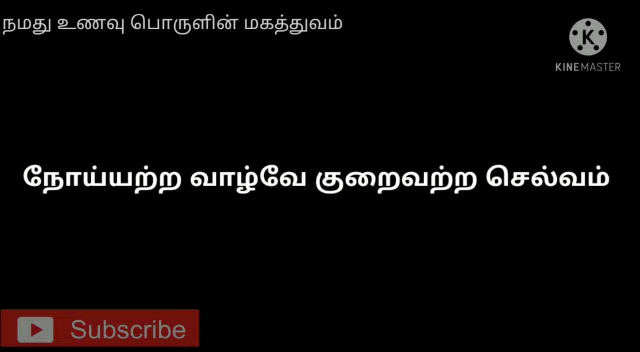 நமது உணவு பொருளின் மகத்துவம்
K
KINEMASTER
நோய்யற்ற வாழ்வே குறைவற்ற செல்வம்
Subscribe